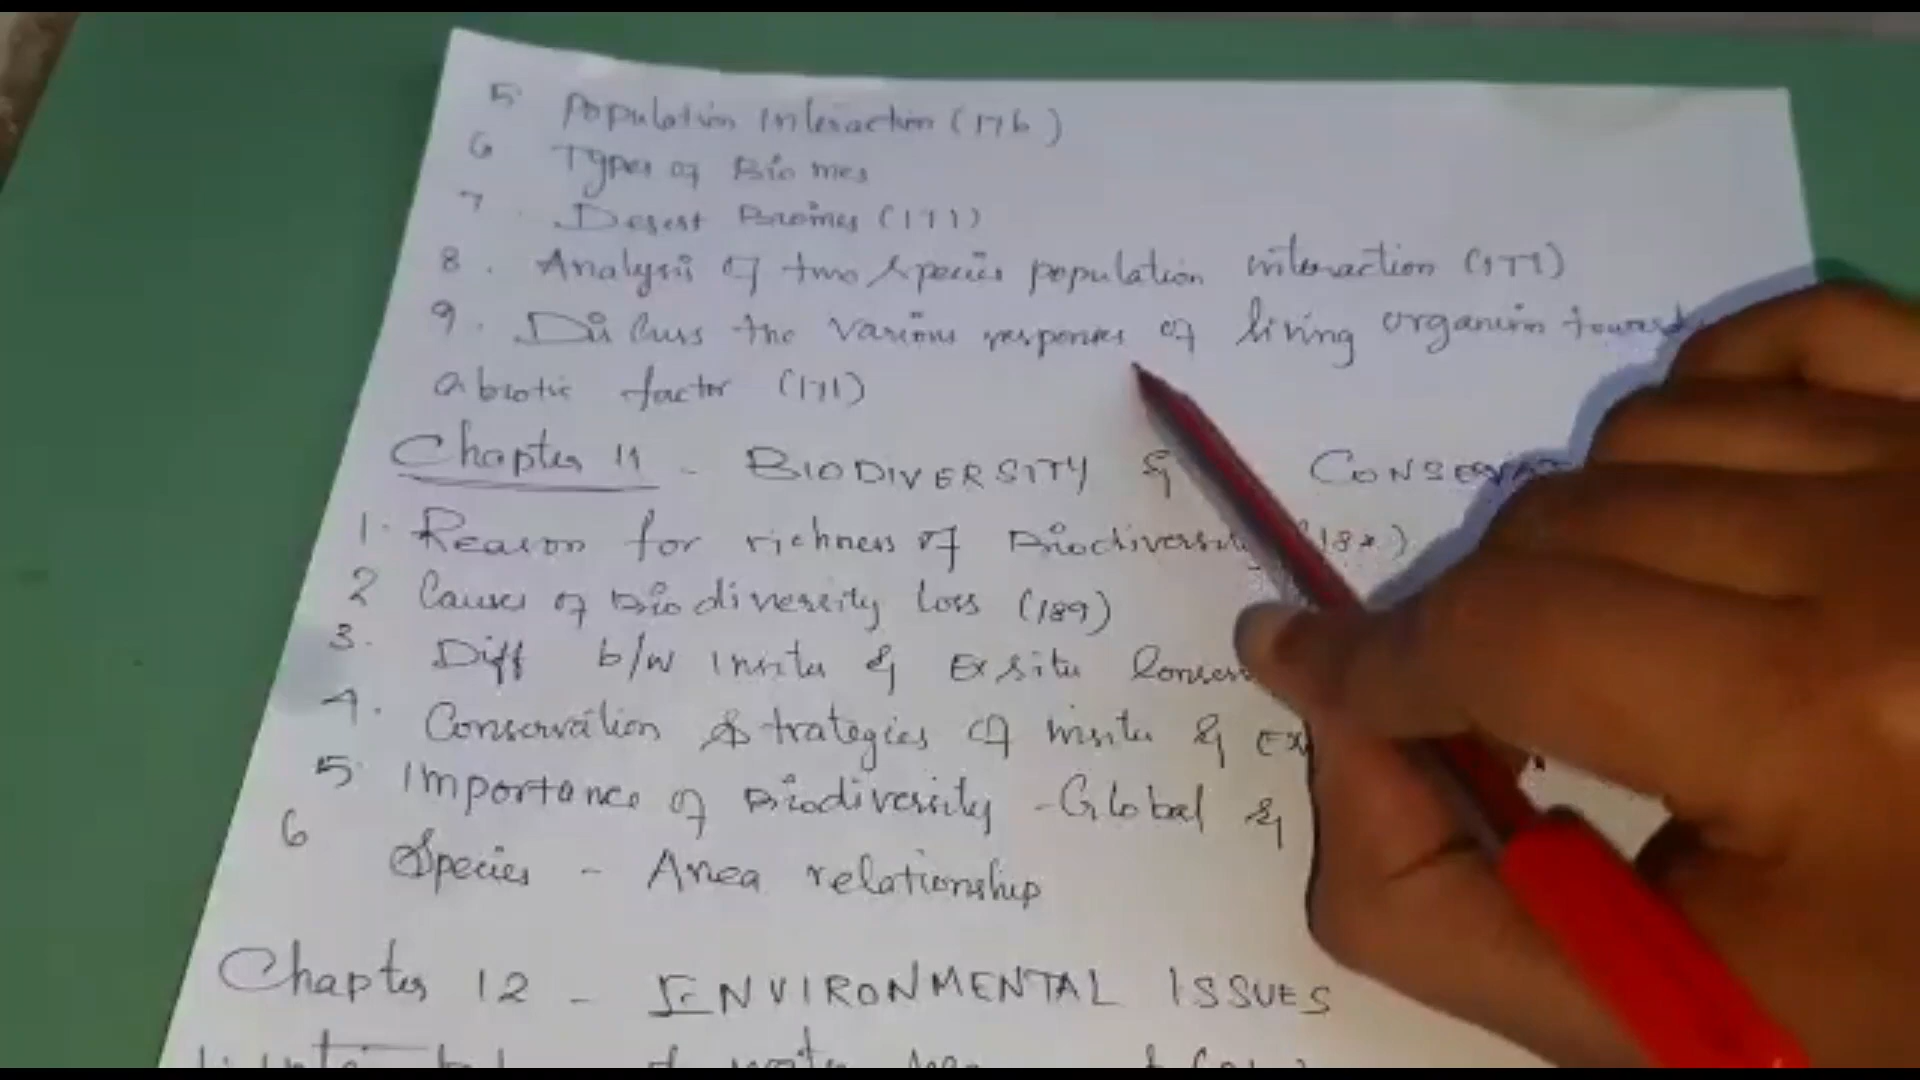 5 Population Interaction (176)
6 Types of Biomes
7. Desert Biomes (171)
8. Analysis of two species population interaction (177)
9. Discuss the various responses of living organism towards
abiotic factor (171)
Chapter 11 - BIODIVERSITY &
1. Reason for richness of Biodiversity
2 Causes of Biodiversity loss (189)
3. Diff b/w Insitu & Exsitu
4. Conservation Strategies of insitu &
5 Importance of Biodiversity - Global &
6 Species - Area relationship
Chapter 12 - ENVIRONMENTAL ISSUES